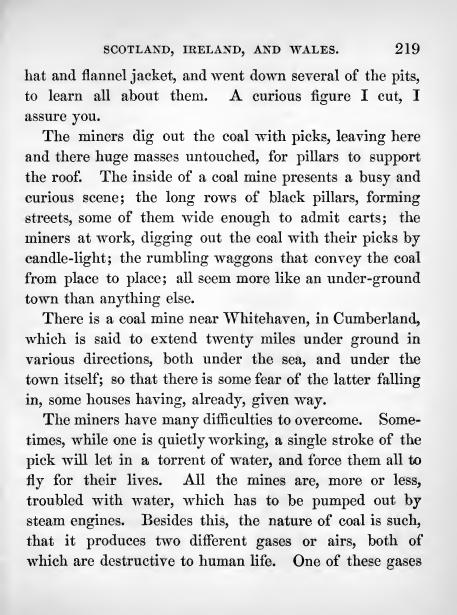 SCOTLAND, IRELAND, AND WALES. 219
hat and flannel jacket, and went down several of the pits,
to learn all about them. A curious figure I cut, I
assure you.
The miners dig out the coal with picks, leaving here
and there huge masses untouched, for pillars to support
the roof. The inside of a coal mine presents a busy and
curious scene; the long rows of black pillars, forming
streets, some of them wide enough to admit carts; the
miners at work, digging out the coal with their picks by
candle-light; the rumbling waggons that convey the coal
from place to place; all seem more like an under-ground
town than anything else.
There is a coal mine near Whitehaven, in Cumberland,
which is said to extend twenty miles under ground in
various directions, both under the sea, and under the
town itself; so that there is some fear of the latter falling
in, some houses having, already, given way.
The miners have many difficulties to overcome. Some-
times, while one is quietly working, a single stroke of the
pick will let in a torrent of water, and force them all to
fly for their lives. All the mines are, more or less,
troubled with water, which has to be pumped out by
steam engines. Besides this, the nature of coal is such,
that it produces two different gases or airs, both of
which are destructive to human life. One of these gases